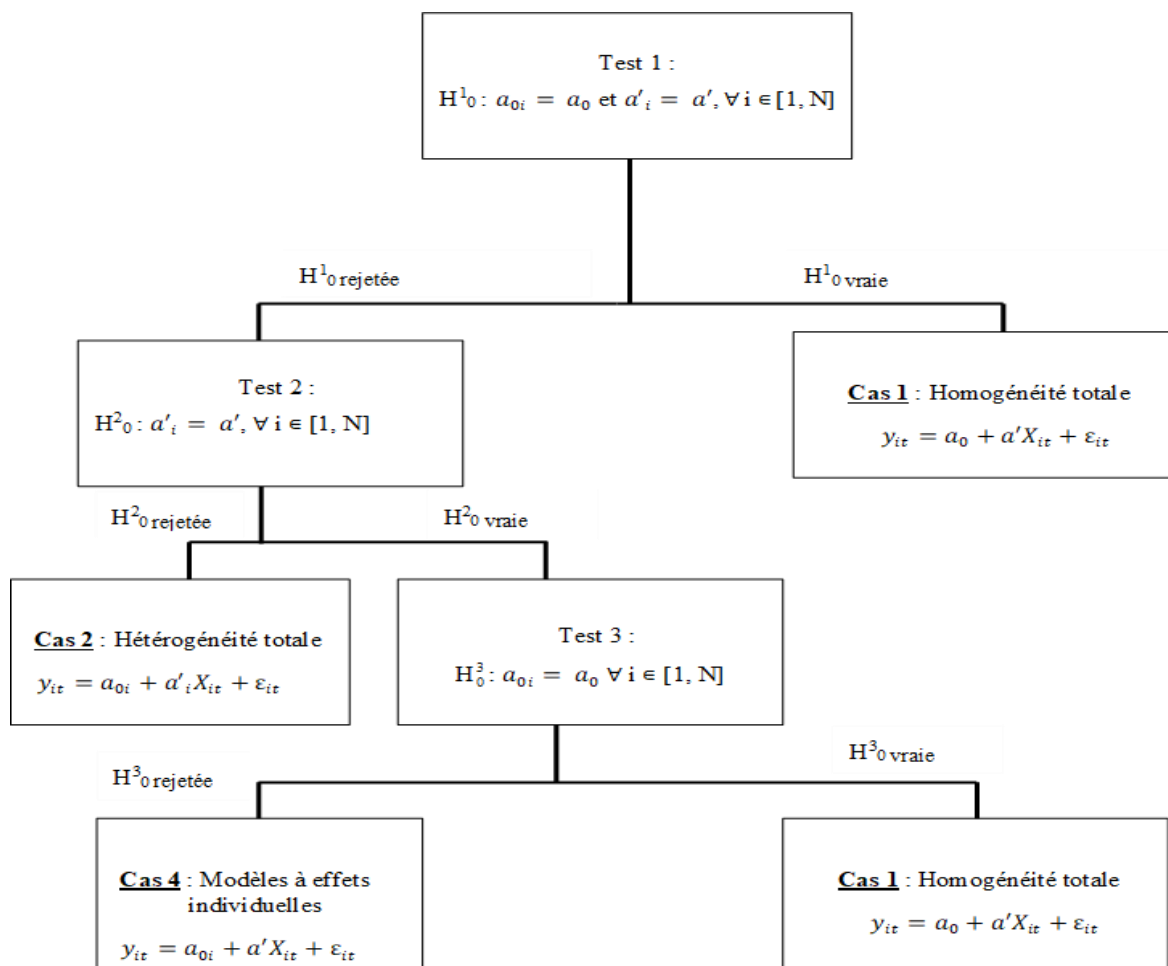 Test 1 :
H¹₀ : a₀ᵢ = a₀ et a'ᵢ = a', ∀ i ∈ [1, N]
H¹₀ rejetée
H¹₀ vraie
Test 2 :
H²₀ : a'ᵢ = a', ∀ i ∈ [1, N]
Cas 1 : Homogénéité totale
yᵢₜ = a₀ + a'Xᵢₜ + εᵢₜ
H²₀ rejetée
H²₀ vraie
Cas 2 : Hétérogénéité totale
yᵢₜ = a₀ᵢ + a'ᵢXᵢₜ + εᵢₜ
Test 3 :
H³₀ : a₀ᵢ = a₀ ∀ i ∈ [1, N]
H³₀ rejetée
H³₀ vraie
Cas 4 : Modèles à effets
individuelles
yᵢₜ = a₀ᵢ + a'Xᵢₜ + εᵢₜ
Cas 1 : Homogénéité totale
yᵢₜ = a₀ + a'Xᵢₜ + εᵢₜ